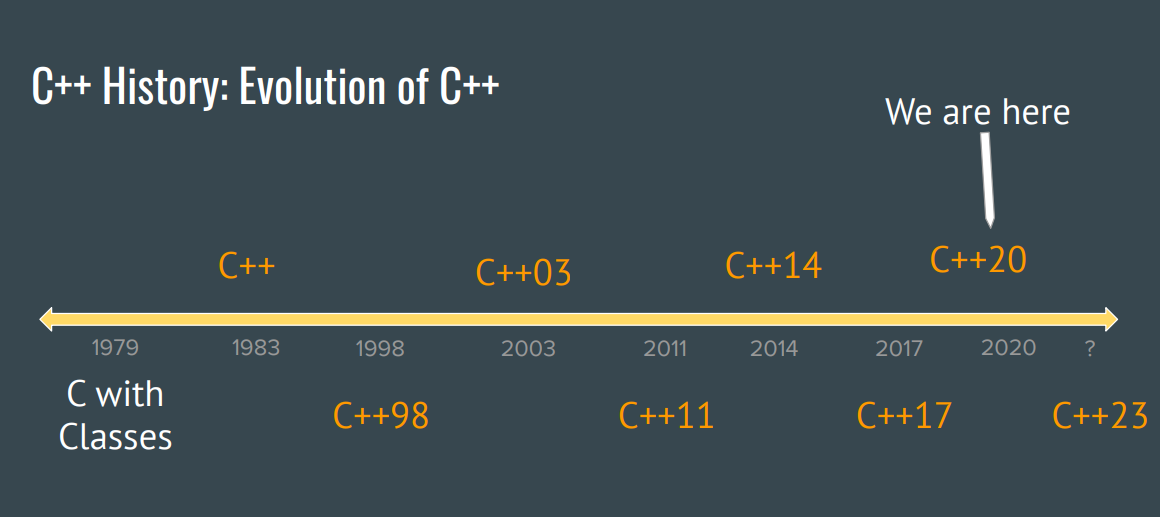 C++ History: Evolution of C++
We are here
C++
C++03
C++14
C++20
1979
1983
1998
2003
2011
2014
2017
2020
?
C with
Classes
C++98
C++11
C++17
C++23